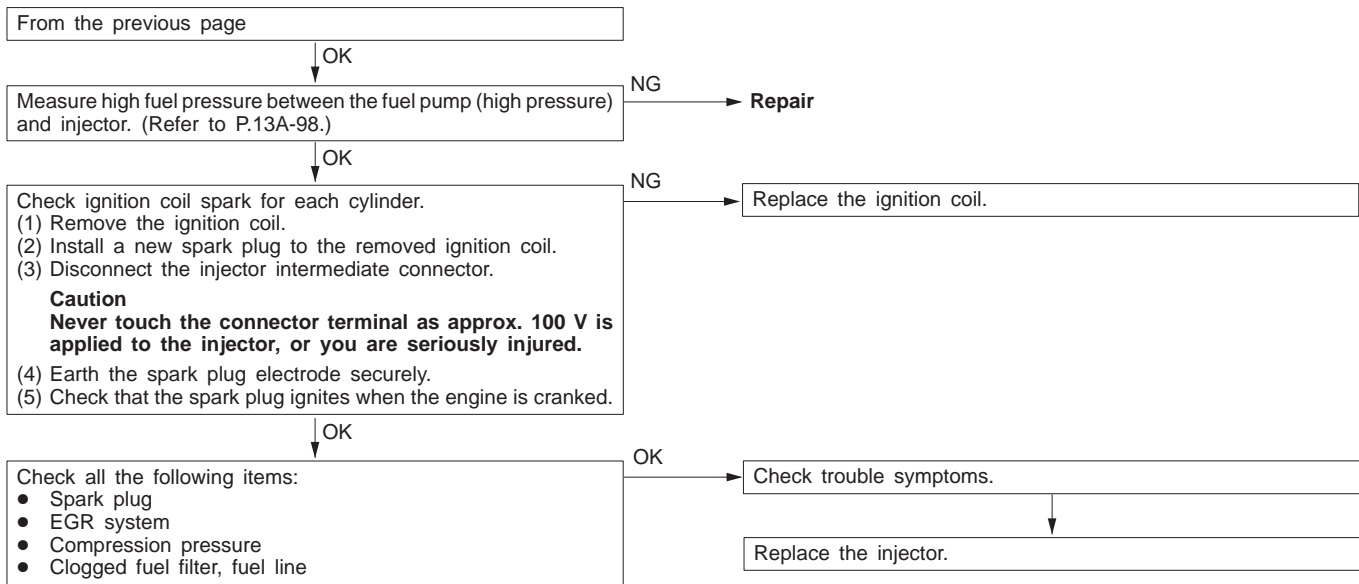 From the previous page
OK
Measure high fuel pressure between the fuel pump (high pressure)
and injector. (Refer to P.13A-98.)
NG
Repair
OK
Check ignition coil spark for each cylinder.
(1) Remove the ignition coil.
(2) Install a new spark plug to the removed ignition coil.
(3) Disconnect the injector intermediate connector.
Caution
Never touch the connector terminal as approx. 100 V is
applied to the injector, or you are seriously injured.
(4) Earth the spark plug electrode securely.
(5) Check that the spark plug ignites when the engine is cranked.
NG
Replace the ignition coil.
OK
Check all the following items:
● Spark plug
● EGR system
● Compression pressure
● Clogged fuel filter, fuel line
OK
Check trouble symptoms.
Replace the injector.